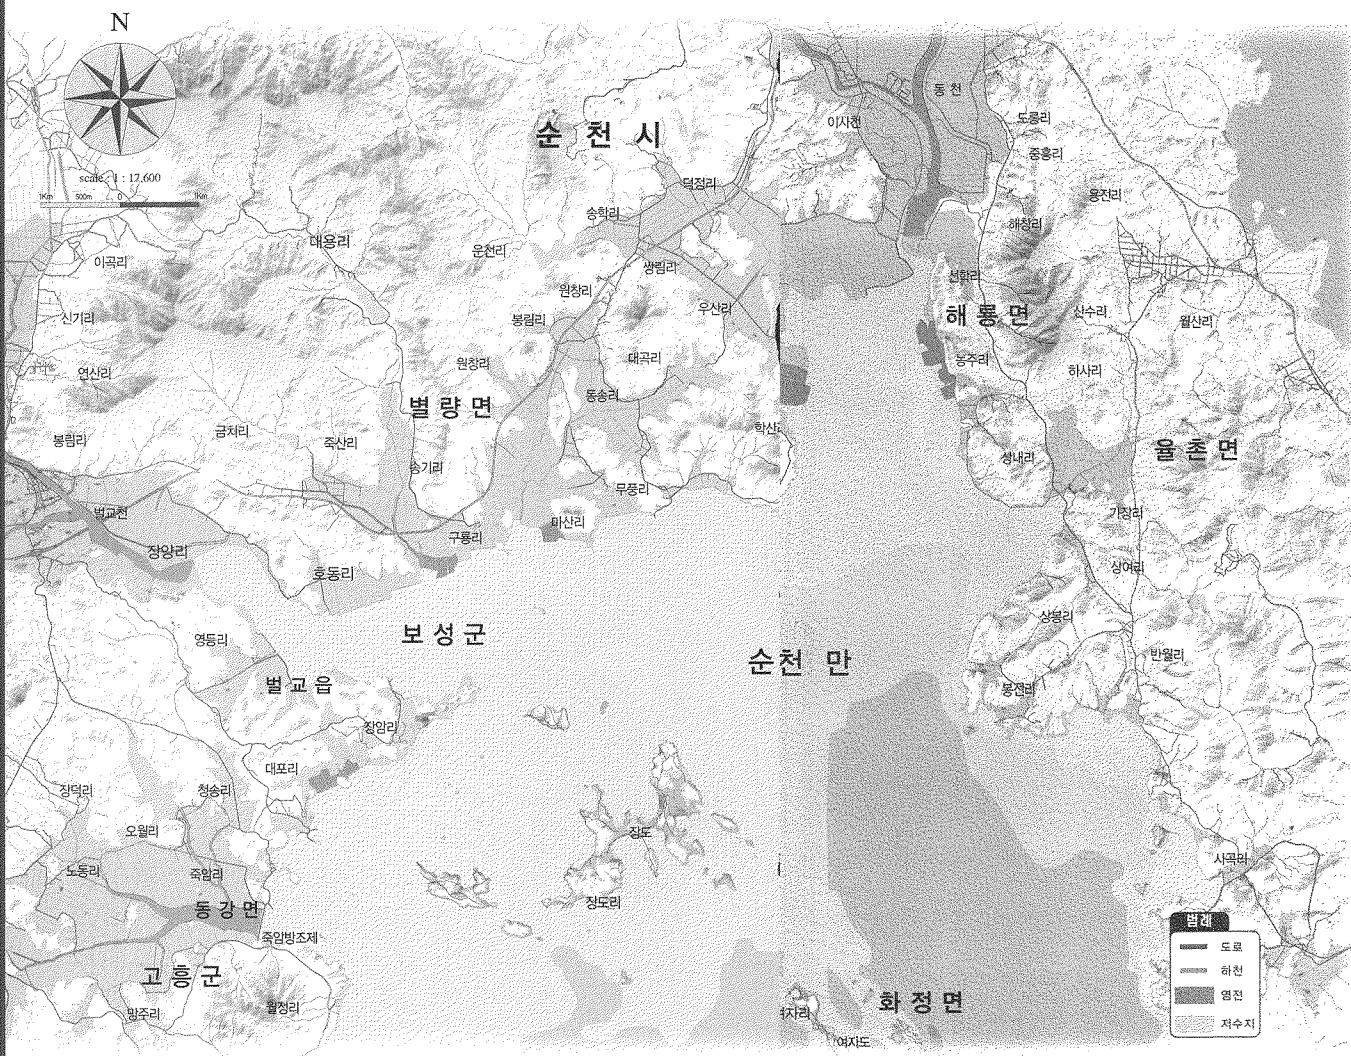 N
scale : 1 : 17,600
1Km 500m 0 1Km
순천시
동천
이사천
도롱리
중흥리
덕정리
송학리
용전리
해창리
대용리
운천리
이곡리
쌍림리
선학리
원창리
우산리
해룡면
봉림리
신기리
산수리
월산리
대곡리
원창리
농주리
하사리
연산리
동송리
별량면
학산
금치리
죽산리
봉림리
율촌면
송기리
상내리
무풍리
벌교천
마산리
가장리
구룡리
장양리
호동리
상여리
상봉리
영등리
보성군
순천만
반월리
벌교읍
봉전리
장암리
대포리
장덕리
청송리
오월리
장도
사곡리
노동리
죽암리
장도리
동강면
범례
죽암방조제
도로
고흥군
하천
염전
월정리
화정면
망주리
여자리
저수지
여자도